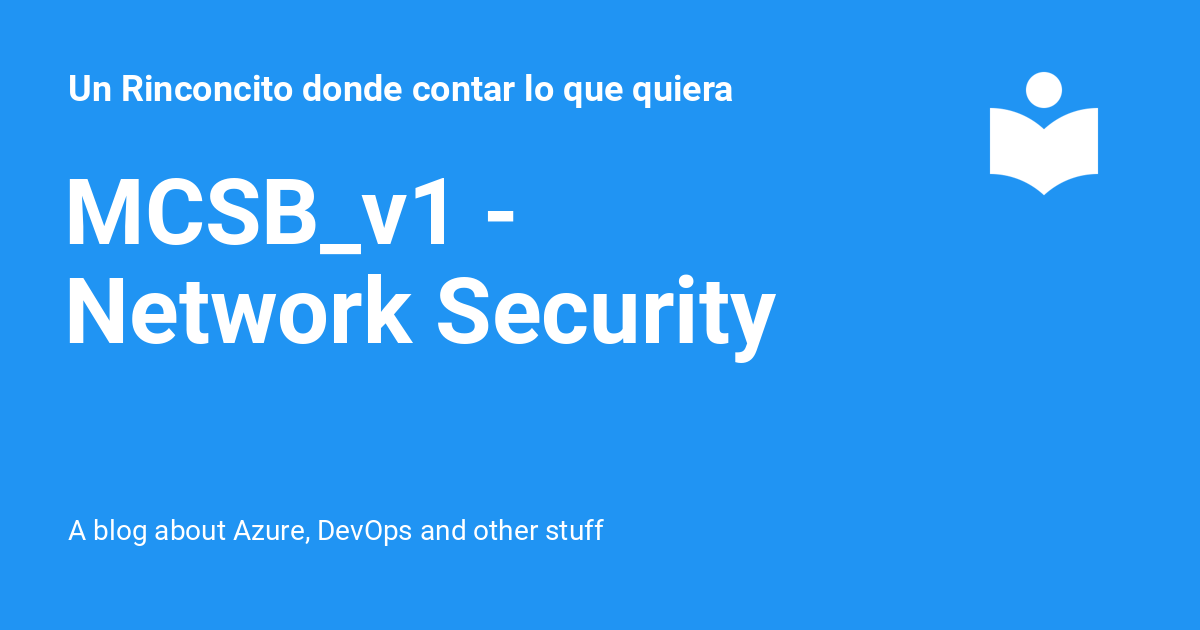 Un Rinconcito donde contar lo que quiera
MCSB_v1 -
Network Security
A blog about Azure, DevOps and other stuff